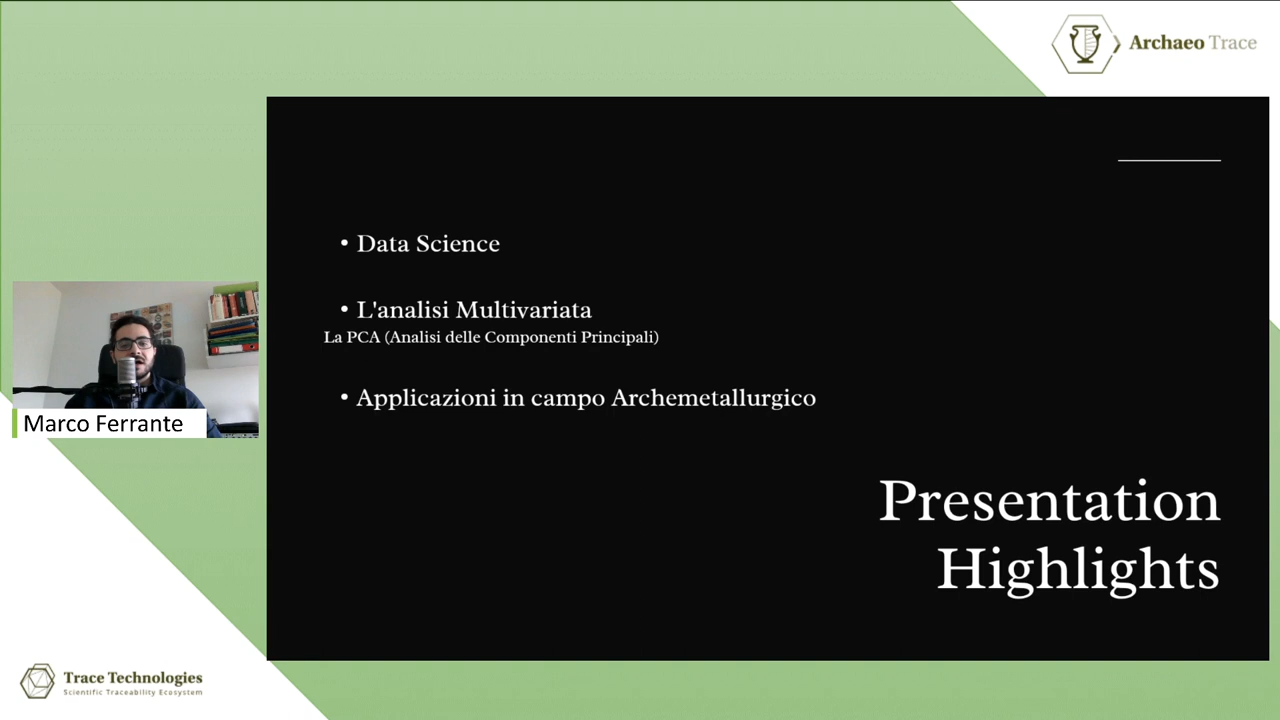 Archaeo Trace
• Data Science
• L'analisi Multivariata
La PCA (Analisi delle Componenti Principali)
• Applicazioni in campo Archemetallurgico
Marco Ferrante
Presentation
Highlights
Trace Technologies
Scientific Traceability Ecosystem